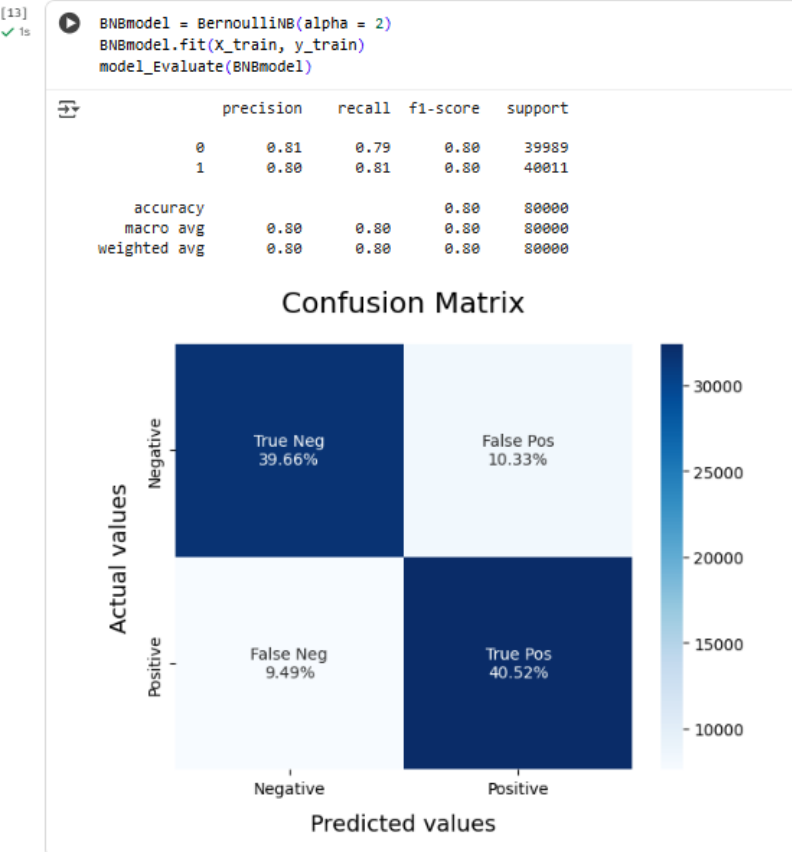 [13]
1s
BNBmodel = BernoulliNB(alpha = 2)
BNBmodel.fit(X_train, y_train)
model_Evaluate(BNBmodel)
precision recall f1-score support
0 0.81 0.79 0.80 39989
1 0.80 0.81 0.80 40011
accuracy 0.80 80000
macro avg 0.80 0.80 0.80 80000
weighted avg 0.80 0.80 0.80 80000
Confusion Matrix
Actual values
Negative
Positive
True Neg
39.66%
False Pos
10.33%
False Neg
9.49%
True Pos
40.52%
Negative
Positive
Predicted values
30000
25000
20000
15000
10000